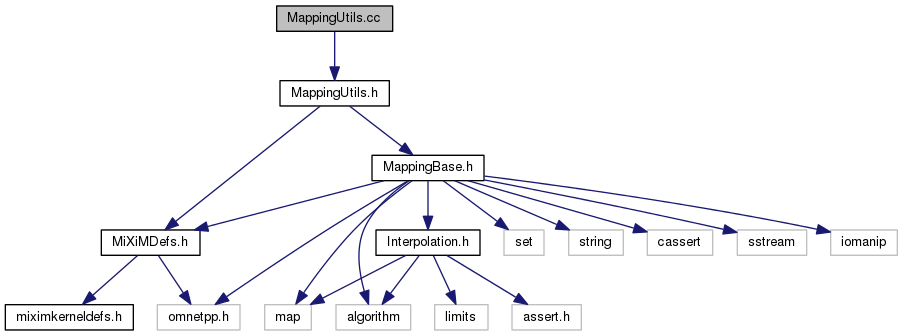 MappingUtils.cc
MappingUtils.h
MappingBase.h
MiXiMDefs.h
Interpolation.h
set
string
cassert
sstream
iomanip
miximkerneldefs.h
omnetpp.h
map
algorithm
limits
assert.h